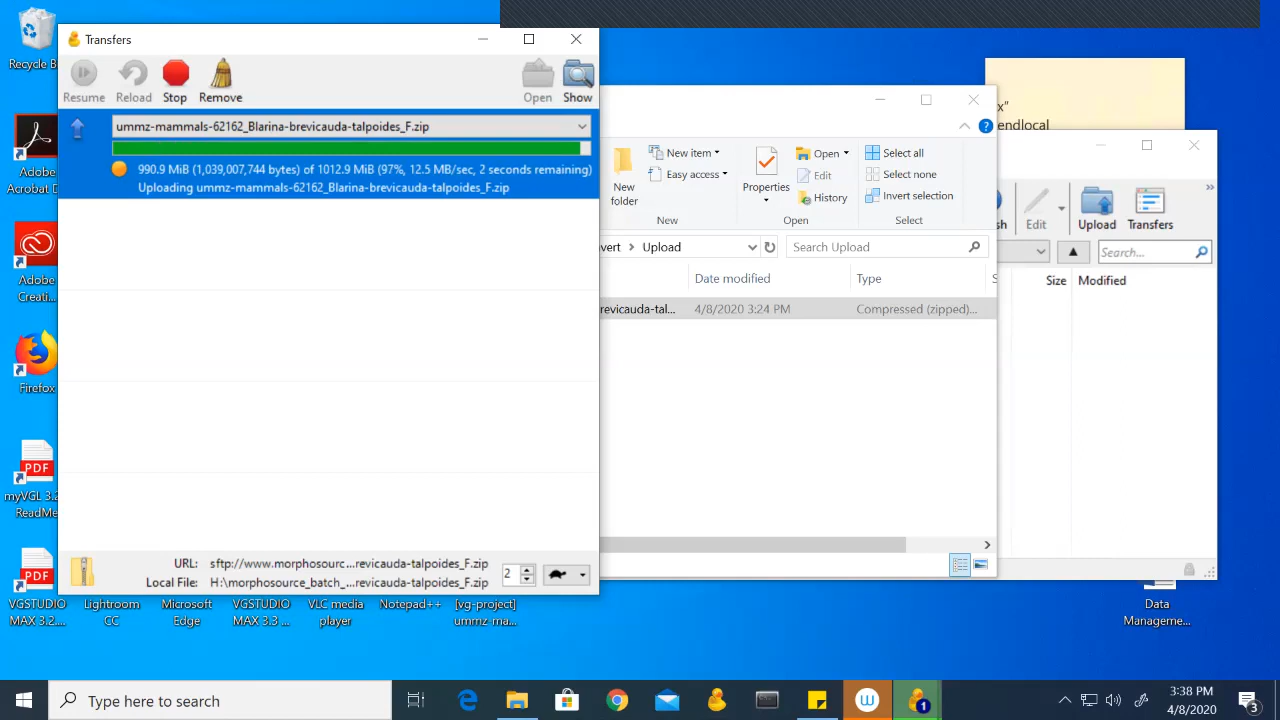 Recycle B
Adobe
Acrobat D
Adobe
Creati...
Firefox
PDF
myVGL 3.2
ReadMe
PDF
VGSTUDIO
MAX 3.2....
Lightroom
CC
Microsoft
Edge
VGSTUDIO
MAX 3.3 ...
VLC media
player
Notepad++
[vg-project]
ummz-ma...
Transfers
Resume
Reload
Stop
Remove
Open
Show
ummz-mammals-62162_Blarina-brevicauda-talpoides_F.zip
990.9 MiB (1,039,007,744 bytes) of 1012.9 MiB (97%, 12.5 MB/sec, 2 seconds remaining)
Uploading ummz-mammals-62162_Blarina-brevicauda-talpoides_F.zip
URL: sftp://www.morphosourc...revicauda-talpoides_F.zip
Local File: H:\morphosource_batch_...revicauda-talpoides_F.zip
2
New
folder
New item
Easy access
New
Properties
Open
Edit
History
Open
Select all
Select none
Invert selection
Select
nvert
Upload
Search Upload
Date modified
Type
S
revicauda-tal...
4/8/2020 3:24 PM
Compressed (zipped)...
x"
endlocal
sh
Edit
Upload
Transfers
Search...
Size
Modified
Data
Manageme...
Type here to search
1
3:38 PM
4/8/2020
3